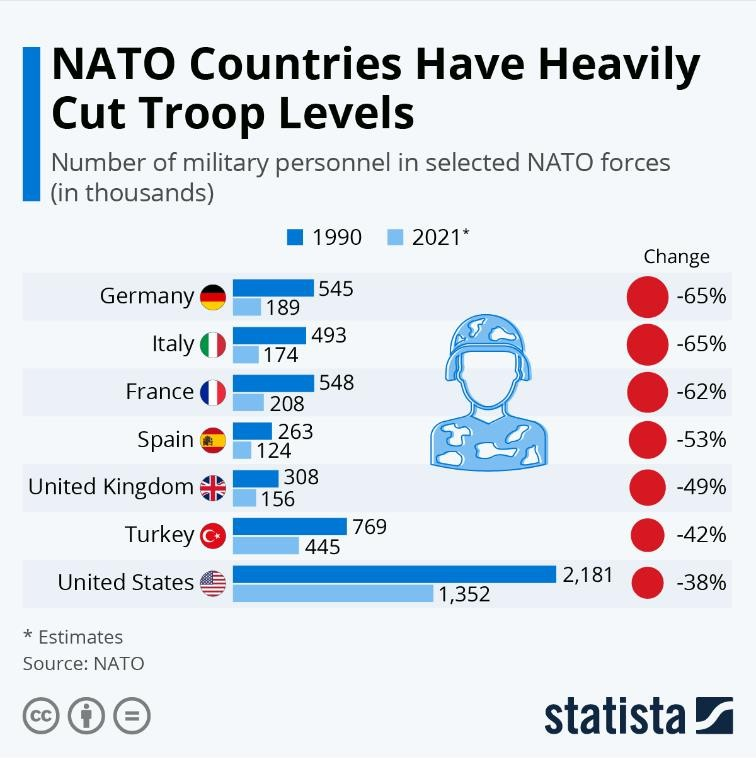 NATO Countries Have Heavily
Cut Troop Levels
Number of military personnel in selected NATO forces
(in thousands)
1990 2021*
Change
Germany 545 -65%
189
Italy 493 -65%
174
France 548 -62%
208
Spain 263 -53%
124
United Kingdom 308 -49%
156
Turkey 769 -42%
445
United States 2,181 -38%
1,352
* Estimates
Source: NATO
cc =
statista